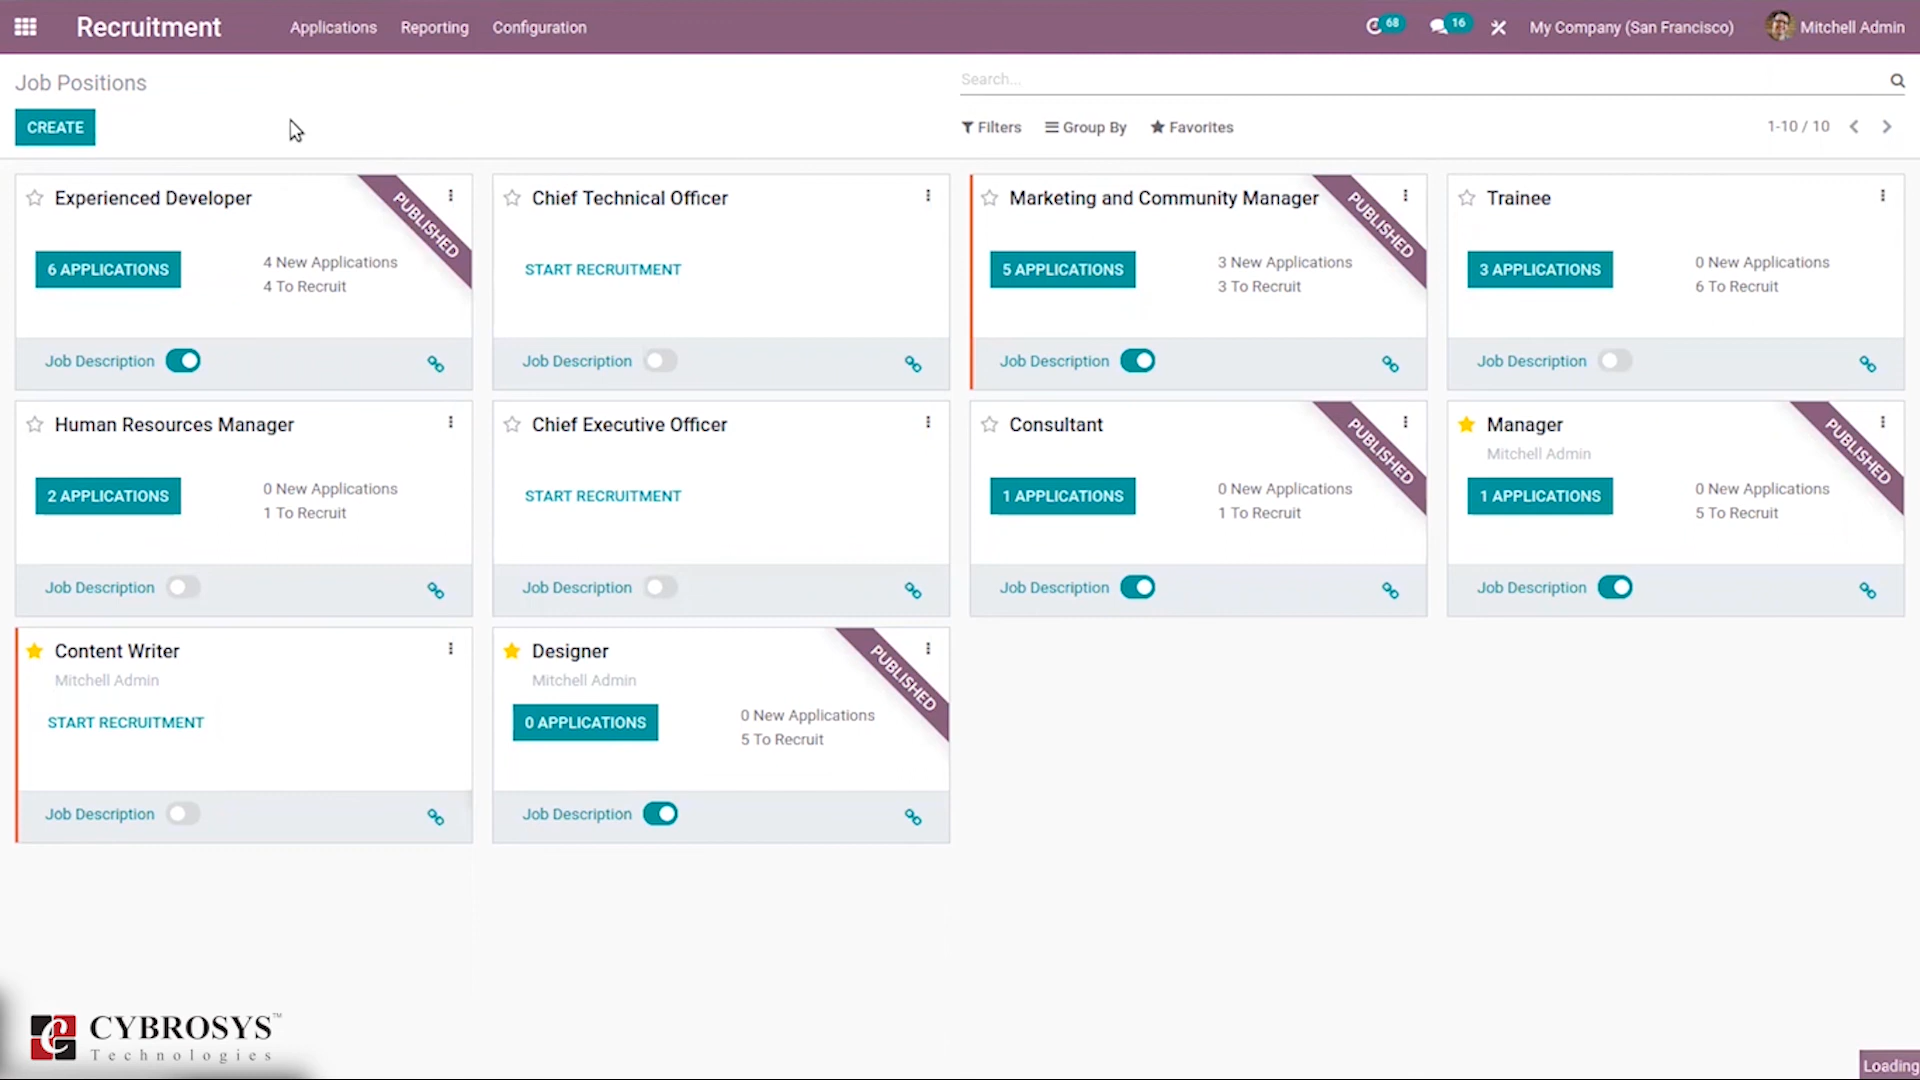 Recruitment Applications Reporting Configuration 68 16 My Company (San Francisco) Mitchell Admin
Job Positions
Search...
CREATE
Filters Group By Favorites 1-10 / 10
Experienced Developer
PUBLISHED
6 APPLICATIONS
4 New Applications
4 To Recruit
Job Description
Chief Technical Officer
START RECRUITMENT
Job Description
Marketing and Community Manager
PUBLISHED
5 APPLICATIONS
3 New Applications
3 To Recruit
Job Description
Trainee
3 APPLICATIONS
0 New Applications
6 To Recruit
Job Description
Human Resources Manager
2 APPLICATIONS
0 New Applications
1 To Recruit
Job Description
Chief Executive Officer
START RECRUITMENT
Job Description
Consultant
PUBLISHED
1 APPLICATIONS
0 New Applications
1 To Recruit
Job Description
Manager
PUBLISHED
Mitchell Admin
1 APPLICATIONS
0 New Applications
5 To Recruit
Job Description
Content Writer
Mitchell Admin
START RECRUITMENT
Job Description
Designer
PUBLISHED
Mitchell Admin
0 APPLICATIONS
0 New Applications
5 To Recruit
Job Description
CYBROSYS™
Technologies
Loading